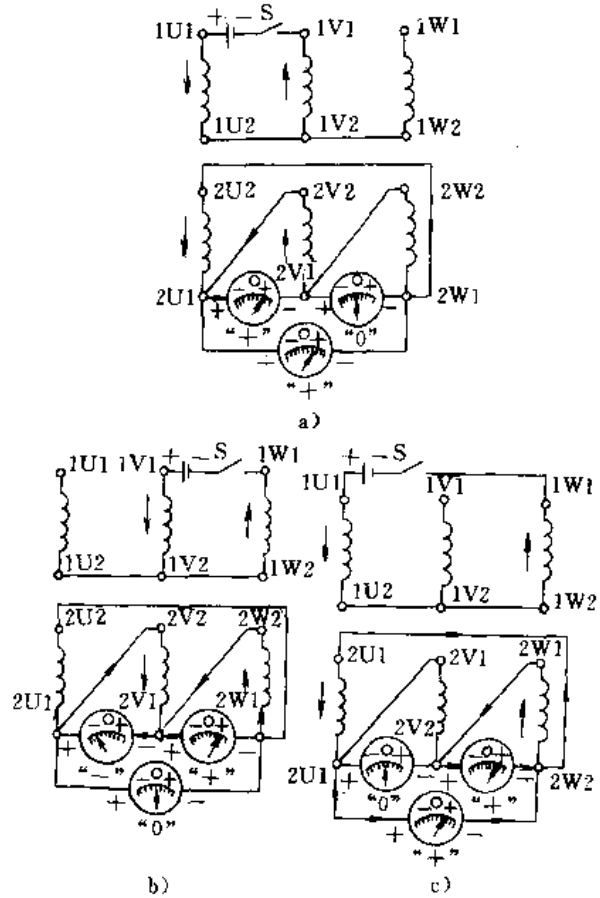 + - S
1U1 1V1 1W1
1U2 1V2 1W2
2U2 2V2 2W2
2V1
2U1 2W1
- O + - O +
+ - + -
"+" "0"
- O +
+ -
"+"
a)
+ - S
1U1 1V1 1W1
1U2 1V2 1W2
2U2 2V2 2W2
2U1 2V1 2W1
- O + - O +
+ - + -
"-" "+"
- O +
+ -
"0"
b)
+ - S
1U1 1V1 1W1
1U2 1V2 1W2
2U1 2V1 2W1
2V2
2U1 2W2
- O + - O +
+ - + -
"0" "+"
- O +
+ -
"+"
c)